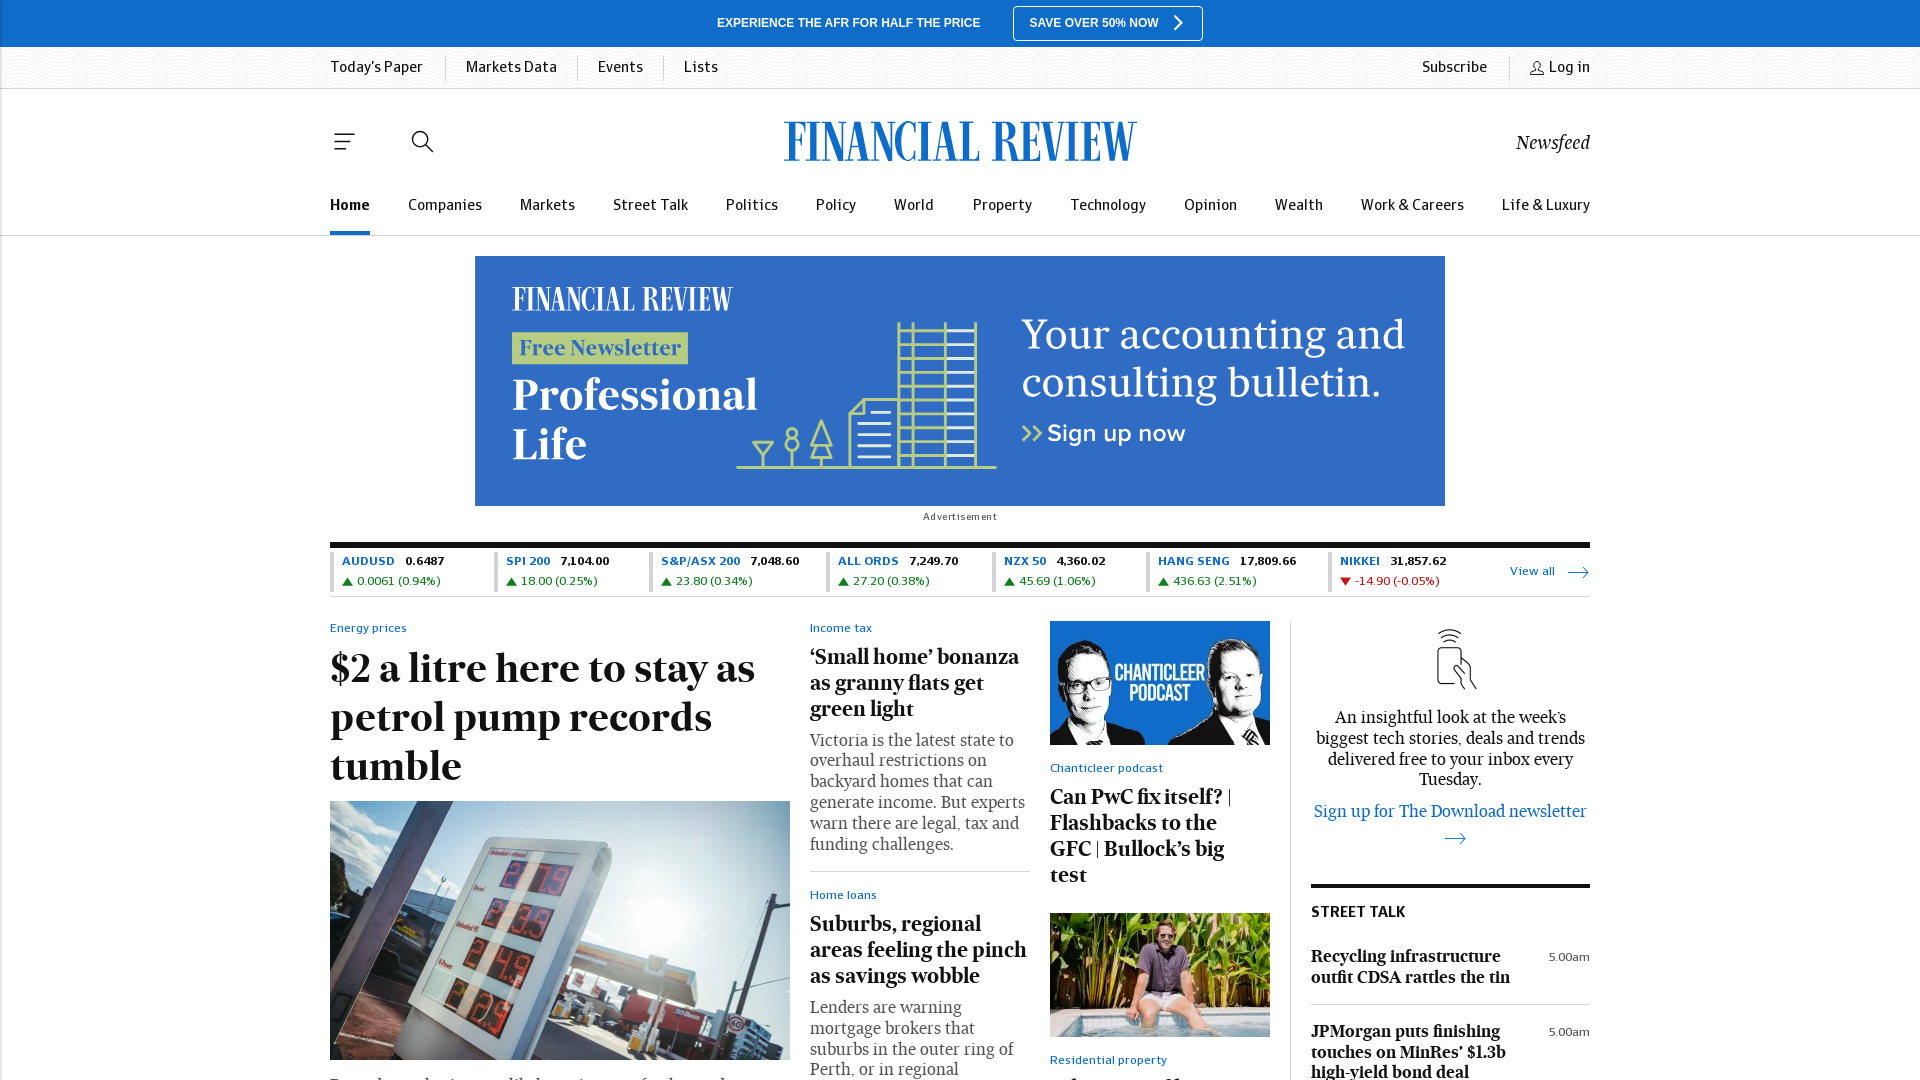 EXPERIENCE THE AFR FOR HALF THE PRICE
SAVE OVER 50% NOW
Today's Paper
Markets Data
Events
Lists
Subscribe
Log in
FINANCIAL REVIEW
Newsfeed
Home
Companies
Markets
Street Talk
Politics
Policy
World
Property
Technology
Opinion
Wealth
Work & Careers
Life & Luxury
FINANCIAL REVIEW
Free Newsletter
Professional
Life
Your accounting and
consulting bulletin.
Sign up now
Advertisement
AUDUSD 0.6487
0.0061 (0.94%)
SPI 200 7,104.00
18.00 (0.25%)
S&P/ASX 200 7,048.60
23.80 (0.34%)
ALL ORDS 7,249.70
27.20 (0.38%)
NZX 50 4,360.02
45.69 (1.06%)
HANG SENG 17,809.66
436.63 (2.51%)
NIKKEI 31,857.62
-14.90 (-0.05%)
View all
Energy prices
$2 a litre here to stay as
petrol pump records
tumble
Income tax
‘Small home’ bonanza
as granny flats get
green light
Victoria is the latest state to
overhaul restrictions on
backyard homes that can
generate income. But experts
warn there are legal, tax and
funding challenges.
Home loans
Suburbs, regional
areas feeling the pinch
as savings wobble
Lenders are warning
mortgage brokers that
suburbs in the outer ring of
Perth, or in regional
CHANTICLEER
PODCAST
Chanticleer podcast
Can PwC fix itself? |
Flashbacks to the
GFC | Bullock’s big
test
Residential property
An insightful look at the week’s
biggest tech stories, deals and trends
delivered free to your inbox every
Tuesday.
Sign up for The Download newsletter
STREET TALK
Recycling infrastructure
outfit CDSA rattles the tin
5.00am
JPMorgan puts finishing
touches on MinRes’ $1.3b
high-yield bond deal
5.00am